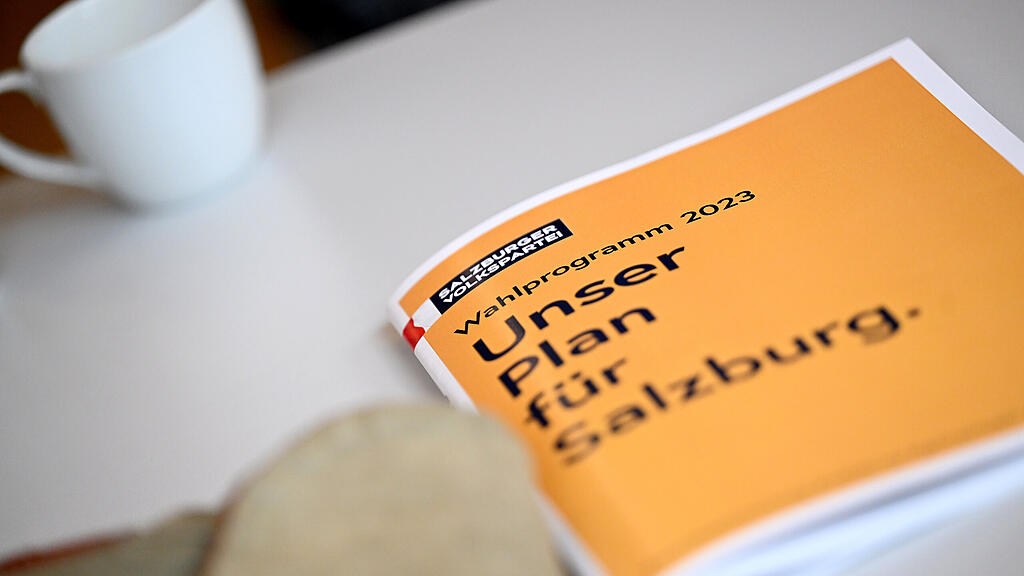 SALZBURGER
VOLKSPARTEI
Wahlprogramm 2023
Unser
Plan
für
Salzburg.